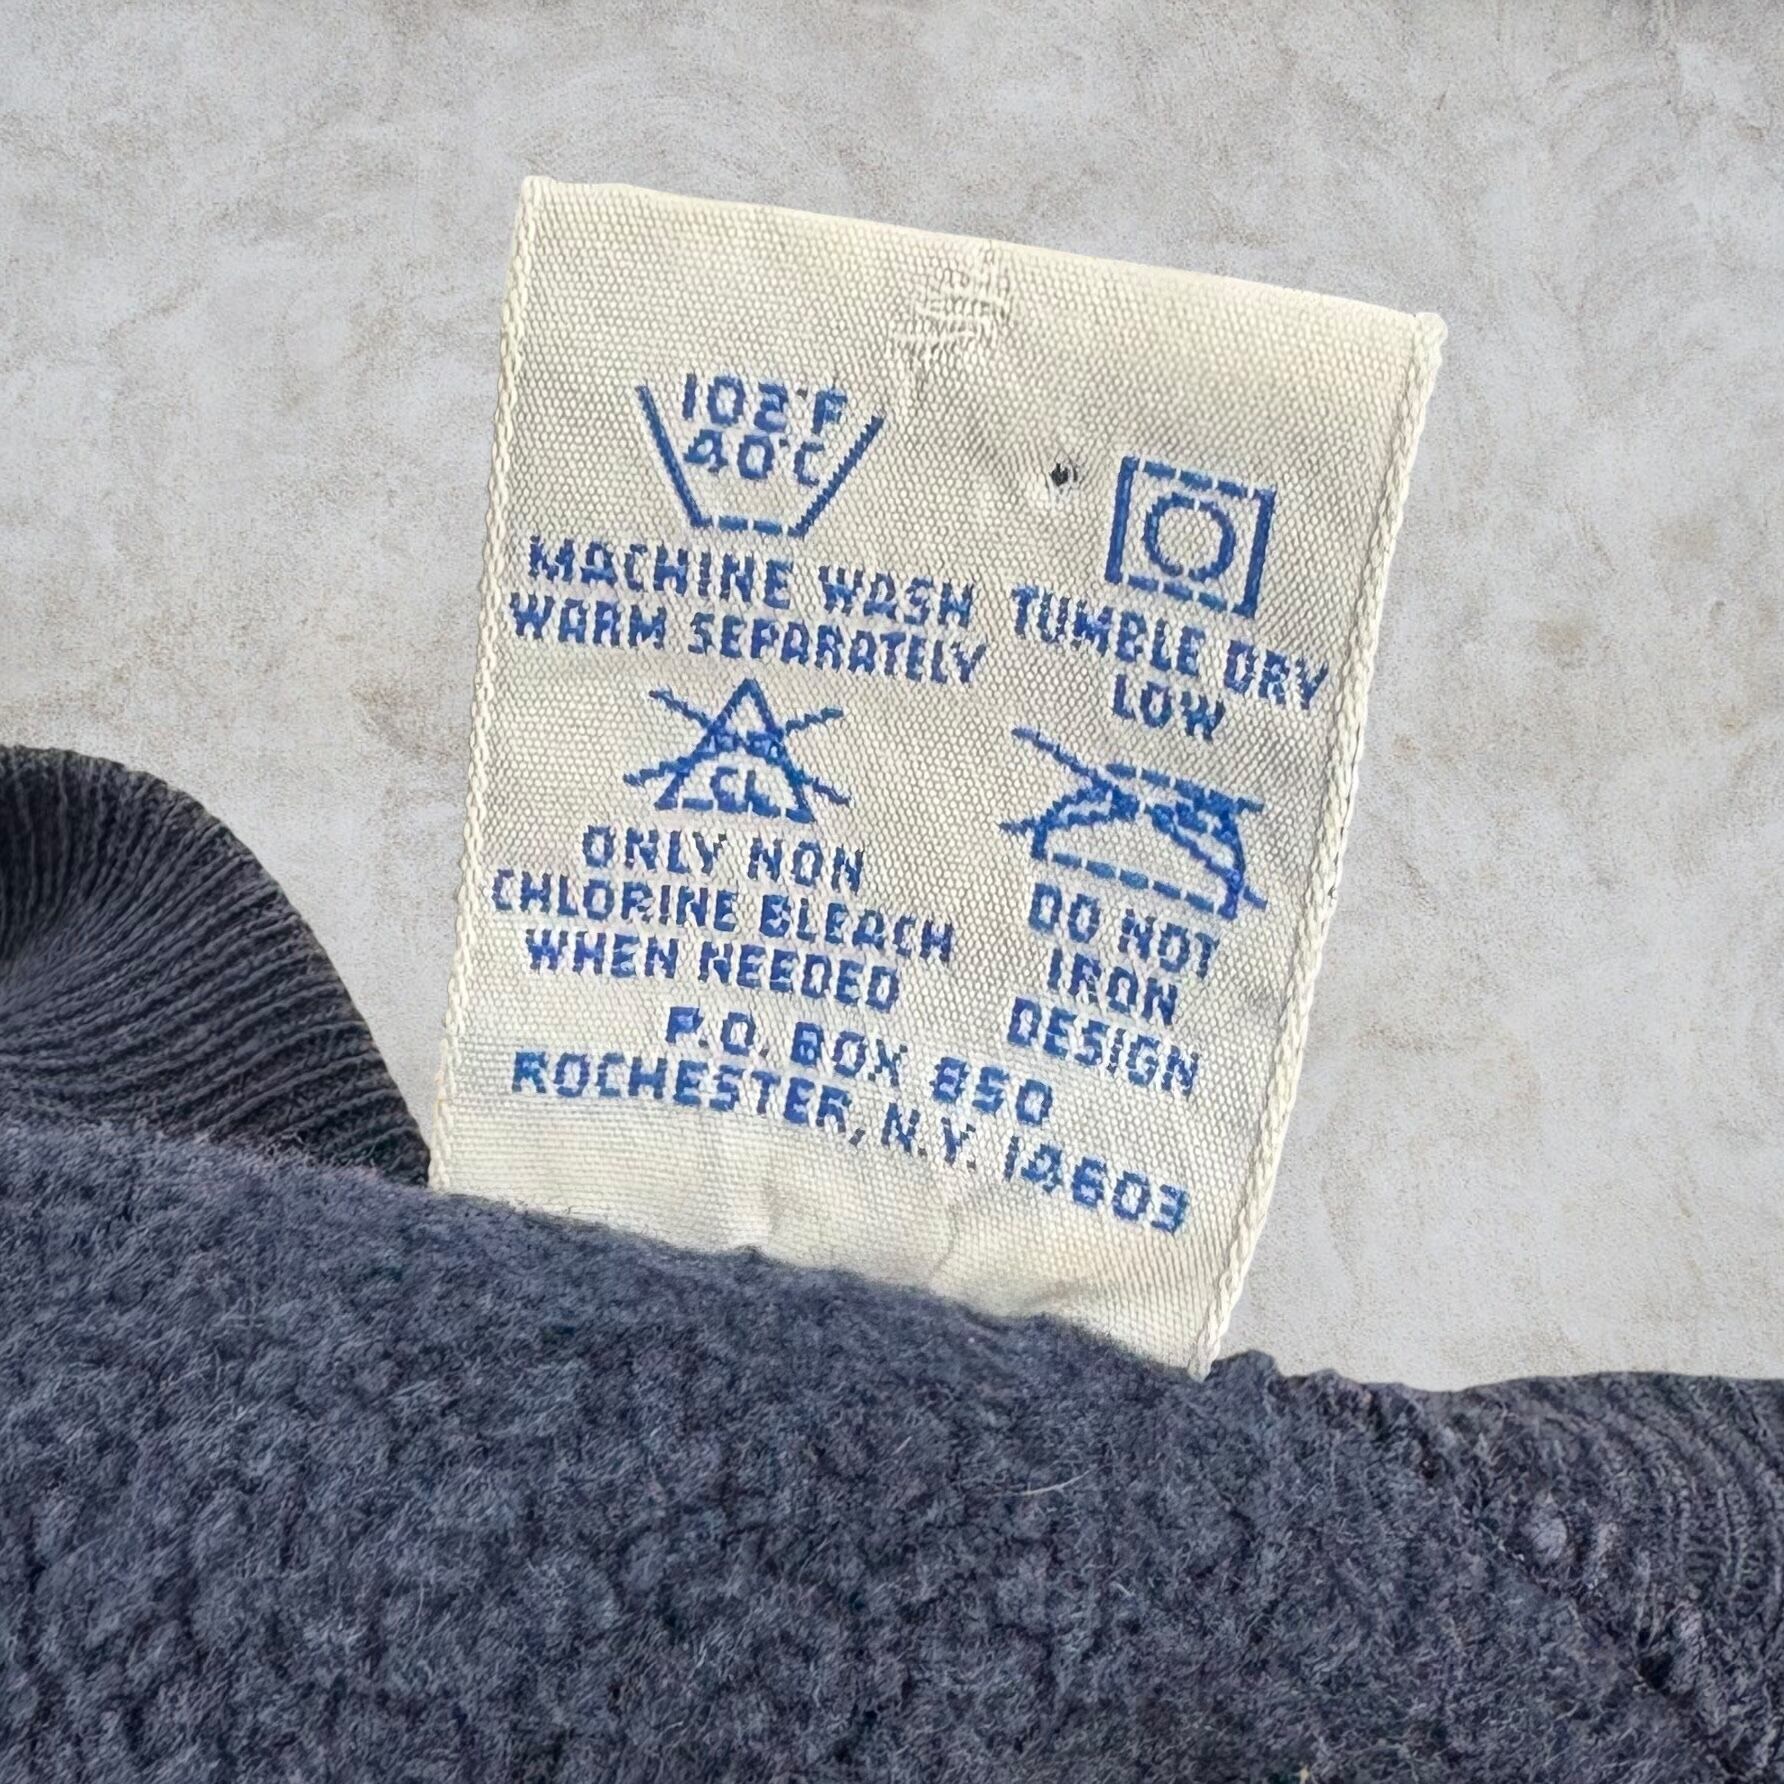 102°F
40°C
MACHINE WASH
WARM SEPARATELY
TUMBLE DRY
LOW
CL
ONLY NON
CHLORINE BLEACH
WHEN NEEDED
DO NOT
IRON
DESIGN
P.O. BOX 850
ROCHESTER, N.Y. 14603